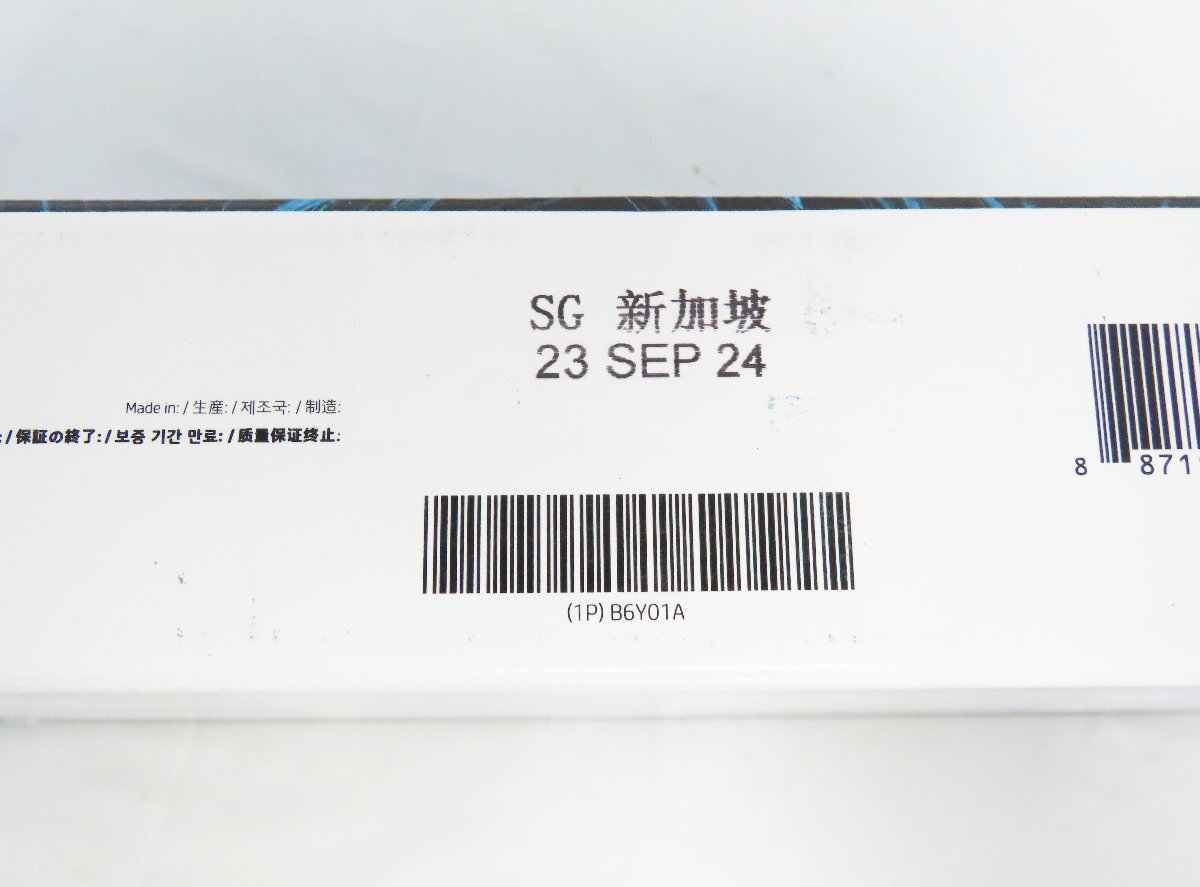 SG 新加坡
23 SEP 24
Made in: / 生産: / 제조국: / 制造:
: / 保証の終了: / 보증 기간 만료: / 质量保证终止:
8 871
(1P) B6Y01A